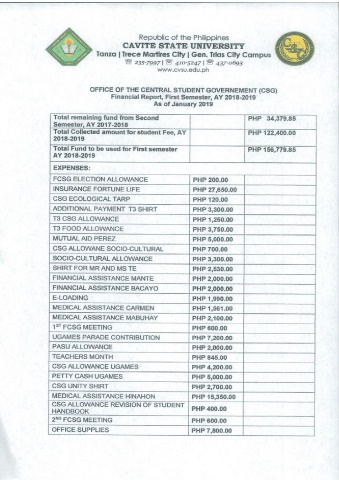 Republic of the Philippines
CAVITE STATE UNIVERSITY
Tanza | Trece Martires City | Gen. Trias City Campus
☏ 235-7997 | ☏ 410-5247 | ☏ 437-0693
www.cvsu.edu.ph
OFFICE OF THE CENTRAL STUDENT GOVERNEMENT (CSG)
Financial Report, First Semester, AY 2018-2019
As of January 2019
Total remaining fund from Second Semester, AY 2017-2018 PHP 34,379.85
Total Collected amount for student Fee, AY 2018-2019 PHP 122,400.00
Total Fund to be used for First semester AY 2018-2019 PHP 156,779.85
EXPENSES:
FCSG ELECTION ALLOWANCE PHP 200.00
INSURANCE FORTUNE LIFE PHP 27,650.00
CSG ECOLOGICAL TARP PHP 120.00
ADDITIONAL PAYMENT T3 SHIRT PHP 3,300.00
T3 CSG ALLOWANCE PHP 1,250.00
T3 FOOD ALLOWANCE PHP 3,750.00
MUTUAL AID PEREZ PHP 5,000.00
CSG ALLOWANE SOCIO-CULTURAL PHP 700.00
SOCIO-CULTURAL ALLOWANCE PHP 3,300.00
SHIRT FOR MR AND MS TE PHP 2,530.00
FINANCIAL ASSISTANCE MANTE PHP 2,000.00
FINANCIAL ASSISTANCE BACAYO PHP 2,000.00
E-LOADING PHP 1,990.00
MEDICAL ASSISTANCE CARMEN PHP 1,561.00
MEDICAL ASSISTANCE MABUHAY PHP 2,100.00
1ST FCSG MEETING PHP 600.00
UGAMES PARADE CONTRIBUTION PHP 7,200.00
PASU ALLOWANCE PHP 2,000.00
TEACHERS MONTH PHP 845.00
CSG ALLOWANCE UGAMES PHP 4,200.00
PETTY CASH UGAMES PHP 5,000.00
CSG UNITY SHIRT PHP 2,700.00
MEDICAL ASSISTANCE HINAHON PHP 15,350.00
CSG ALLOWANCE REVISION OF STUDENT HANDBOOK PHP 400.00
2ND FCSG MEETING PHP 600.00
OFFICE SUPPLIES PHP 7,800.00